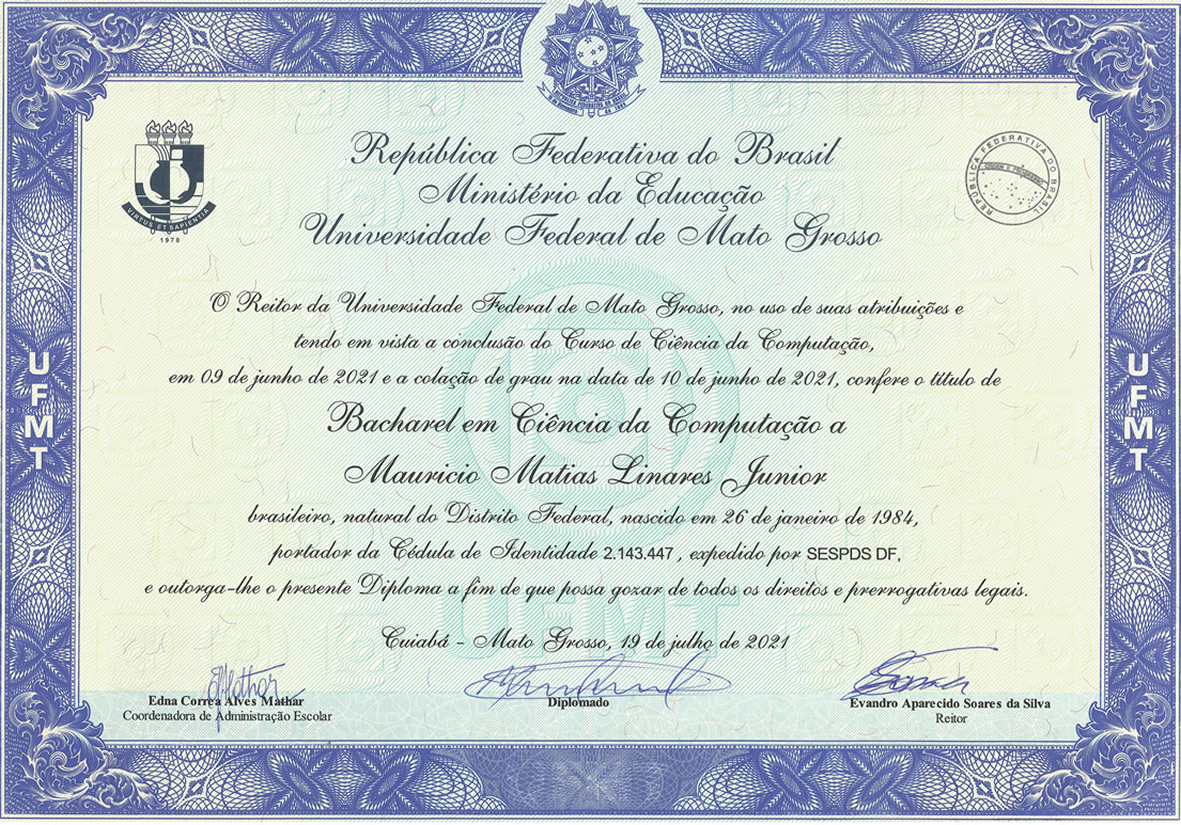 República Federativa do Brasil
Ministério da Educação
Universidade Federal de Mato Grosso
VIRTUS ET SAPIENTIA
1970
REPÚBLICA FEDERATIVA DO BRASIL
ORDEM E PROGRESSO
O Reitor da Universidade Federal de Mato Grosso, no uso de suas atribuições e
tendo em vista a conclusão do Curso de Ciência da Computação,
em 09 de junho de 2021 e a colação de grau na data de 10 de junho de 2021, confere o título de
Bacharel em Ciência da Computação a
Mauricio Matias Linares Junior
brasileiro, natural do Distrito Federal, nascido em 26 de janeiro de 1984,
portador da Cédula de Identidade 2.143.447 , expedido por SESPDS DF,
e outorga-lhe o presente Diploma a fim de que possa gozar de todos os direitos e prerrogativas legais.
Cuiabá - Mato Grosso, 19 de julho de 2021
Edna Corrêa Alves Mathar
Coordenadora de Administração Escolar
Diplomado
Evandro Aparecido Soares da Silva
Reitor
UFMT
UFMT
UFMT